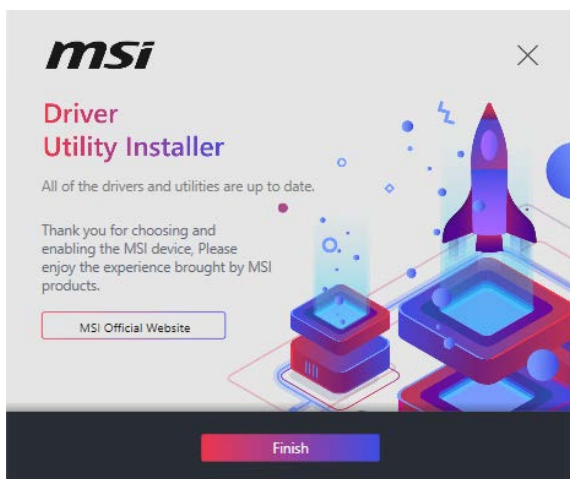 msi
Driver
Utility Installer
All of the drivers and utilities are up to date.
Thank you for choosing and
enabling the MSI device, Please
enjoy the experience brought by MSI
products.
MSI Official Website
Finish